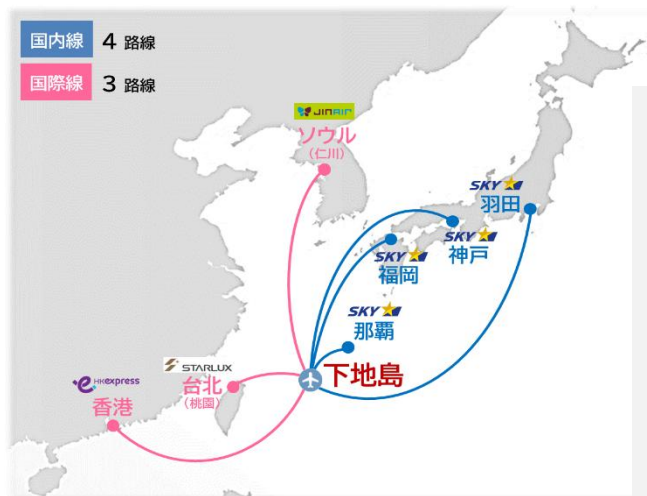 国内線 4 路線
国際線 3 路線
JINAIR
ソウル
(仁川)
SKY
羽田
SKY
神戸
SKY
福岡
SKY
那覇
下地島
STARLUX
台北
(桃園)
HKexpress
香港